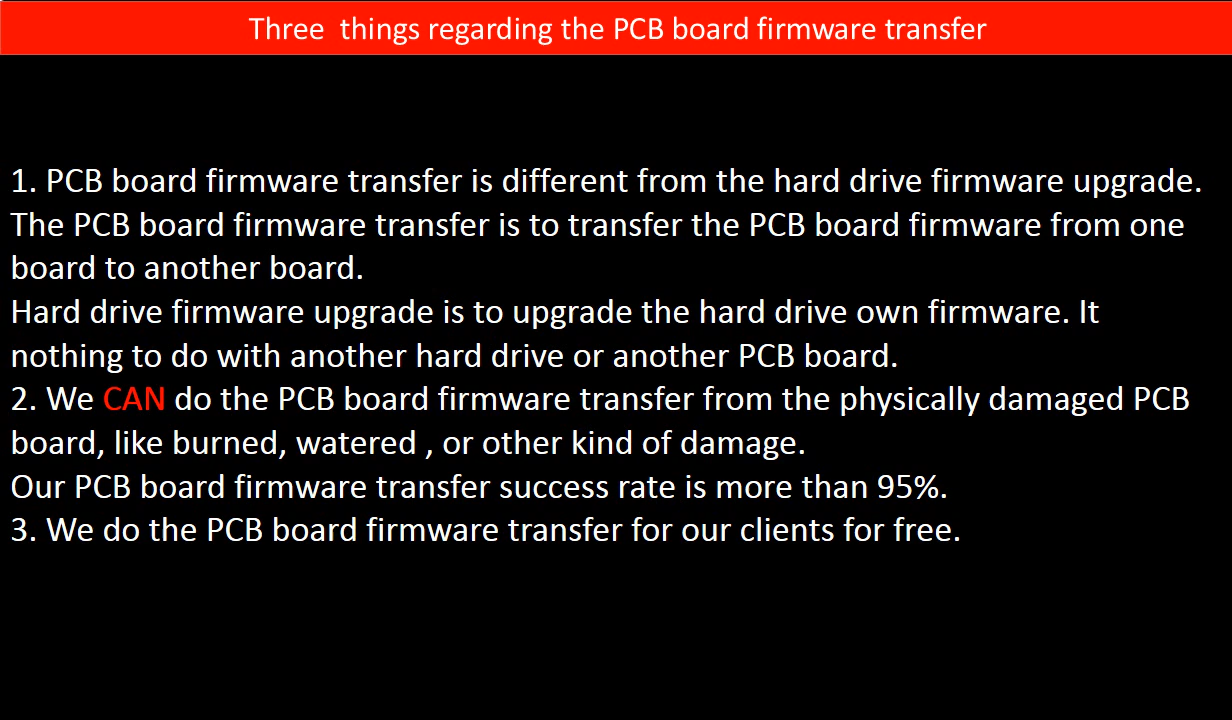 Three  things regarding the PCB board firmware transfer
1. PCB board firmware transfer is different from the hard drive firmware upgrade.
The PCB board firmware transfer is to transfer the PCB board firmware from one
board to another board.
Hard drive firmware upgrade is to upgrade the hard drive own firmware. It
nothing to do with another hard drive or another PCB board.
2. We CAN do the PCB board firmware transfer from the physically damaged PCB
board, like burned, watered , or other kind of damage.
Our PCB board firmware transfer success rate is more than 95%.
3. We do the PCB board firmware transfer for our clients for free.